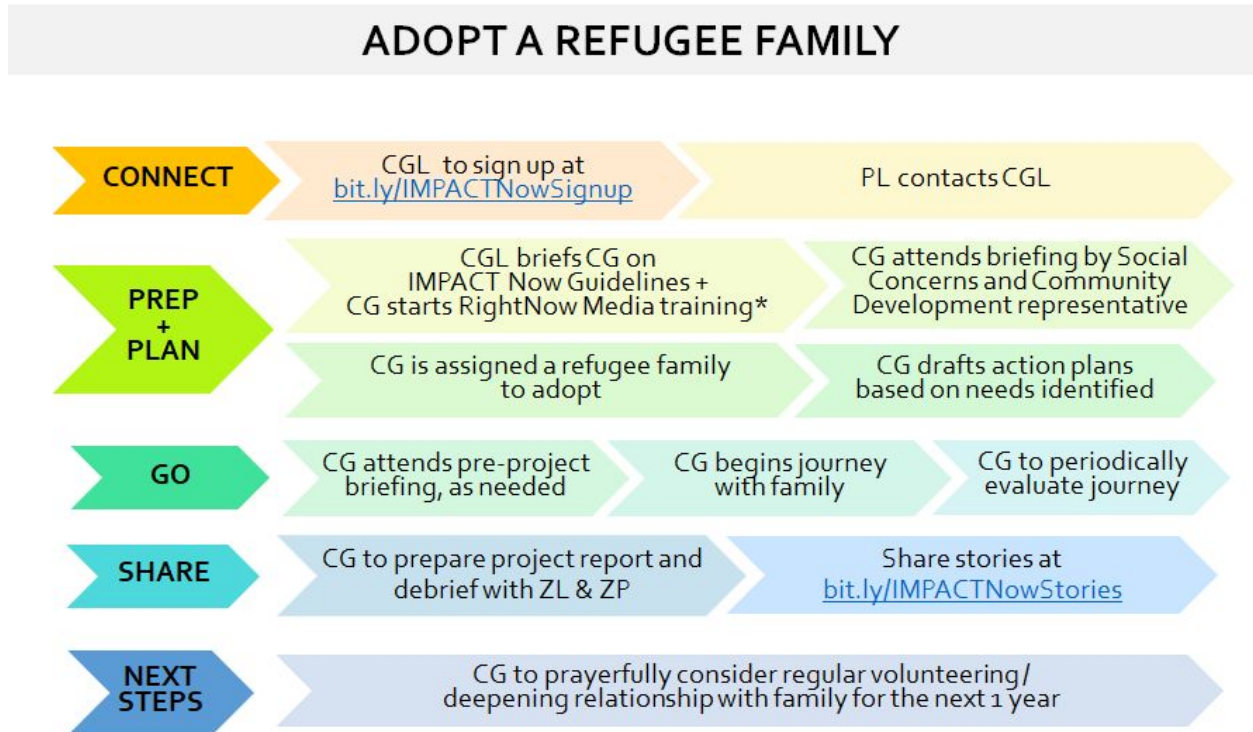 ADOPT A REFUGEE FAMILY
CONNECT
CGL to sign up at
bit.ly/IMPACTNowSignup
PL contacts CGL
PREP
+
PLAN
CGL briefs CG on
IMPACT Now Guidelines +
CG starts RightNow Media training*
CG attends briefing by Social
Concerns and Community
Development representative
CG is assigned a refugee family
to adopt
CG drafts action plans
based on needs identified
GO
CG attends pre-project
briefing, as needed
CG begins journey
with family
CG to periodically
evaluate journey
SHARE
CG to prepare project report and
debrief with ZL & ZP
Share stories at
bit.ly/IMPACTNowStories
NEXT
STEPS
CG to prayerfully consider regular volunteering/
deepening relationship with family for the next 1 year